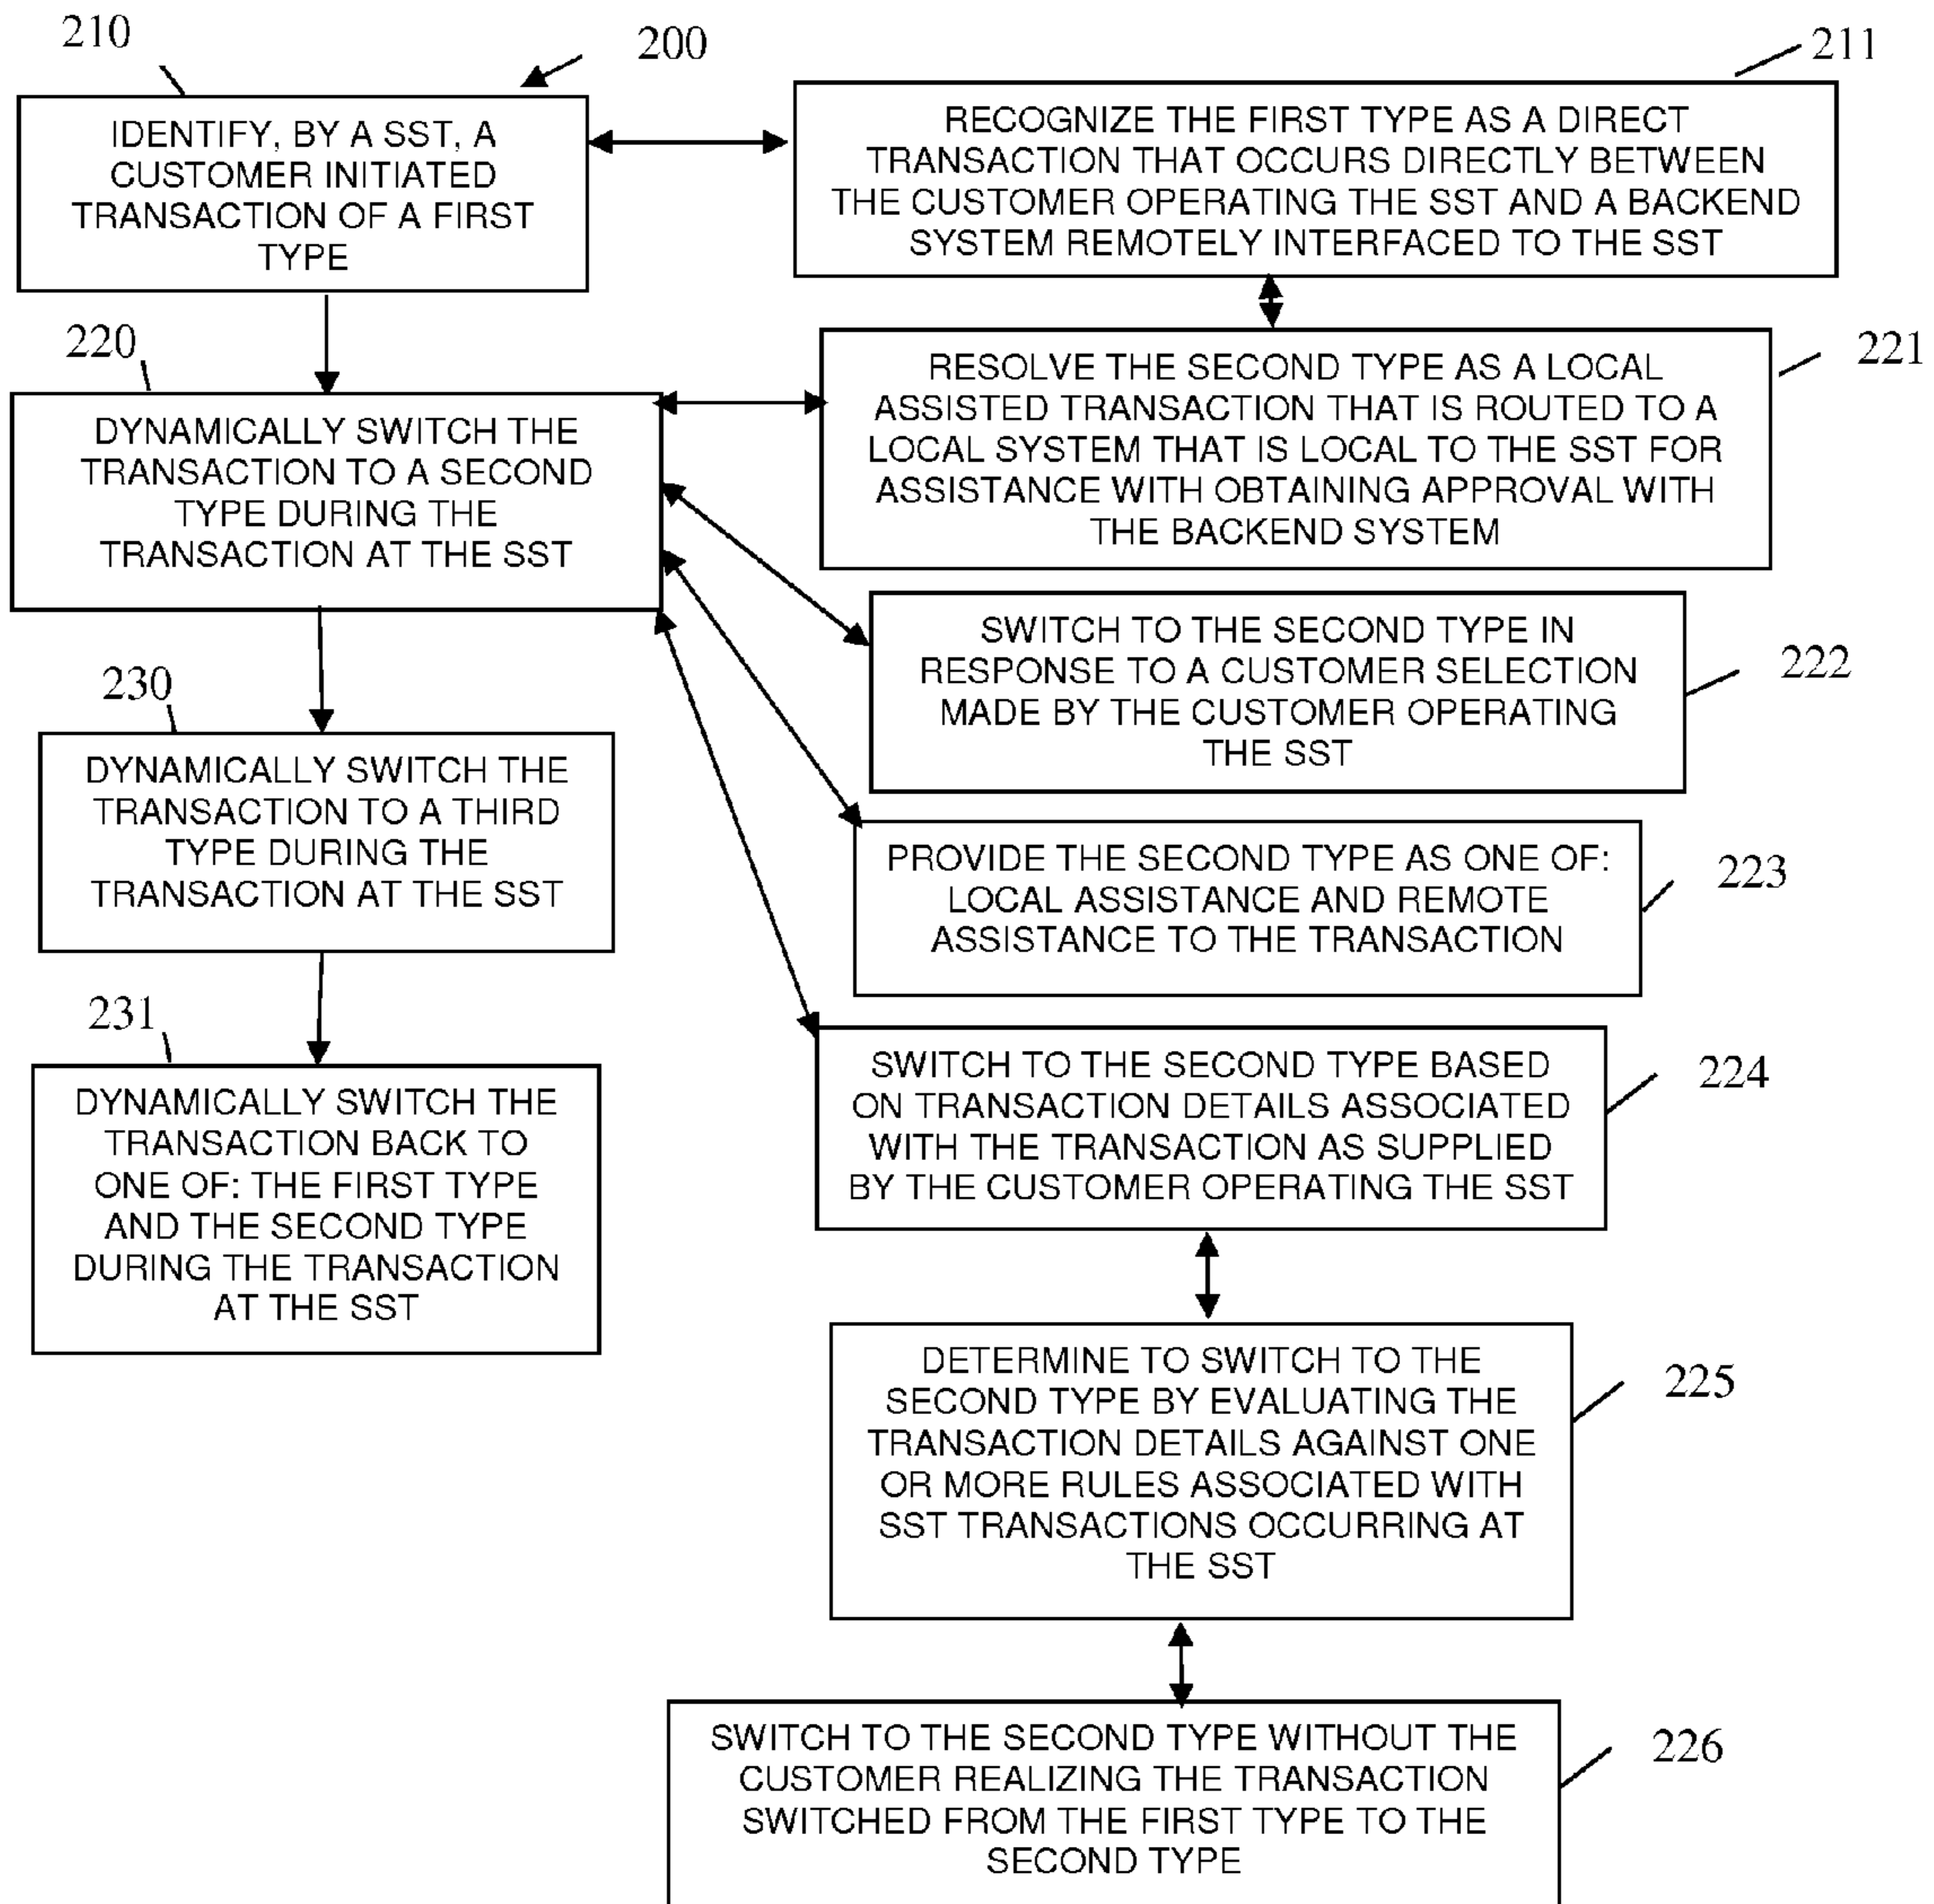 210
200
211
IDENTIFY, BY A SST, A
CUSTOMER INITIATED
TRANSACTION OF A FIRST
TYPE
RECOGNIZE THE FIRST TYPE AS A DIRECT
TRANSACTION THAT OCCURS DIRECTLY BETWEEN
THE CUSTOMER OPERATING THE SST AND A BACKEND
SYSTEM REMOTELY INTERFACED TO THE SST
220
DYNAMICALLY SWITCH THE
TRANSACTION TO A SECOND
TYPE DURING THE
TRANSACTION AT THE SST
221
RESOLVE THE SECOND TYPE AS A LOCAL
ASSISTED TRANSACTION THAT IS ROUTED TO A
LOCAL SYSTEM THAT IS LOCAL TO THE SST FOR
ASSISTANCE WITH OBTAINING APPROVAL WITH
THE BACKEND SYSTEM
222
SWITCH TO THE SECOND TYPE IN
RESPONSE TO A CUSTOMER SELECTION
MADE BY THE CUSTOMER OPERATING
THE SST
230
DYNAMICALLY SWITCH THE
TRANSACTION TO A THIRD
TYPE DURING THE
TRANSACTION AT THE SST
223
PROVIDE THE SECOND TYPE AS ONE OF:
LOCAL ASSISTANCE AND REMOTE
ASSISTANCE TO THE TRANSACTION
231
DYNAMICALLY SWITCH THE
TRANSACTION BACK TO
ONE OF: THE FIRST TYPE
AND THE SECOND TYPE
DURING THE TRANSACTION
AT THE SST
224
SWITCH TO THE SECOND TYPE BASED
ON TRANSACTION DETAILS ASSOCIATED
WITH THE TRANSACTION AS SUPPLIED
BY THE CUSTOMER OPERATING THE SST
225
DETERMINE TO SWITCH TO THE
SECOND TYPE BY EVALUATING THE
TRANSACTION DETAILS AGAINST ONE
OR MORE RULES ASSOCIATED WITH
SST TRANSACTIONS OCCURRING AT
THE SST
226
SWITCH TO THE SECOND TYPE WITHOUT THE
CUSTOMER REALIZING THE TRANSACTION
SWITCHED FROM THE FIRST TYPE TO THE
SECOND TYPE